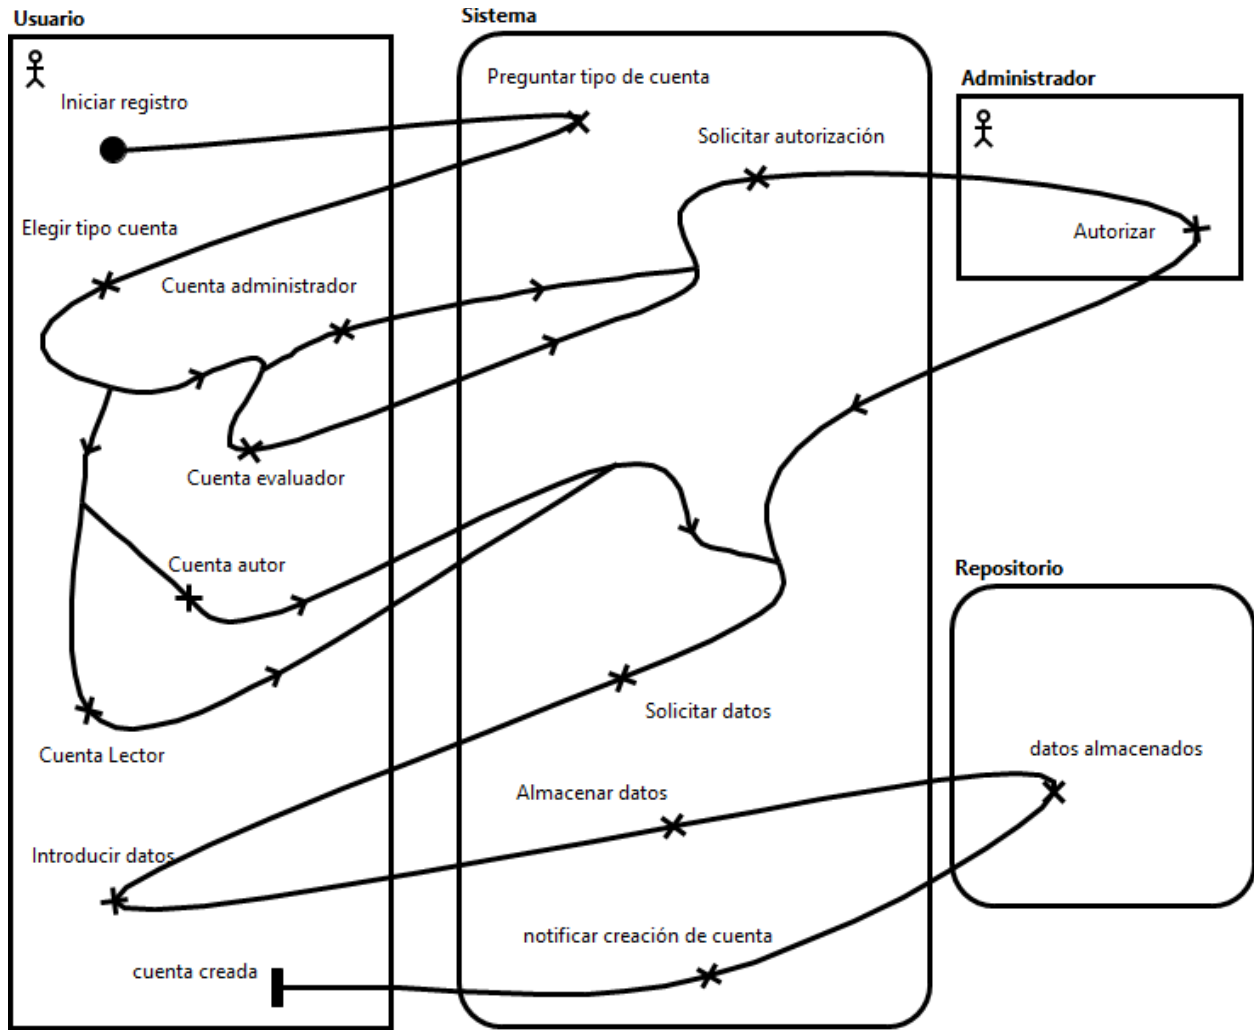 Usuario
Sistema
Administrador
Preguntar tipo de cuenta
Iniciar registro
Solicitar autorización
Elegir tipo cuenta
Autorizar
Cuenta administrador
Cuenta evaluador
Cuenta autor
Repositorio
Cuenta Lector
Solicitar datos
datos almacenados
Almacenar datos
Introducir datos
notificar creación de cuenta
cuenta creada